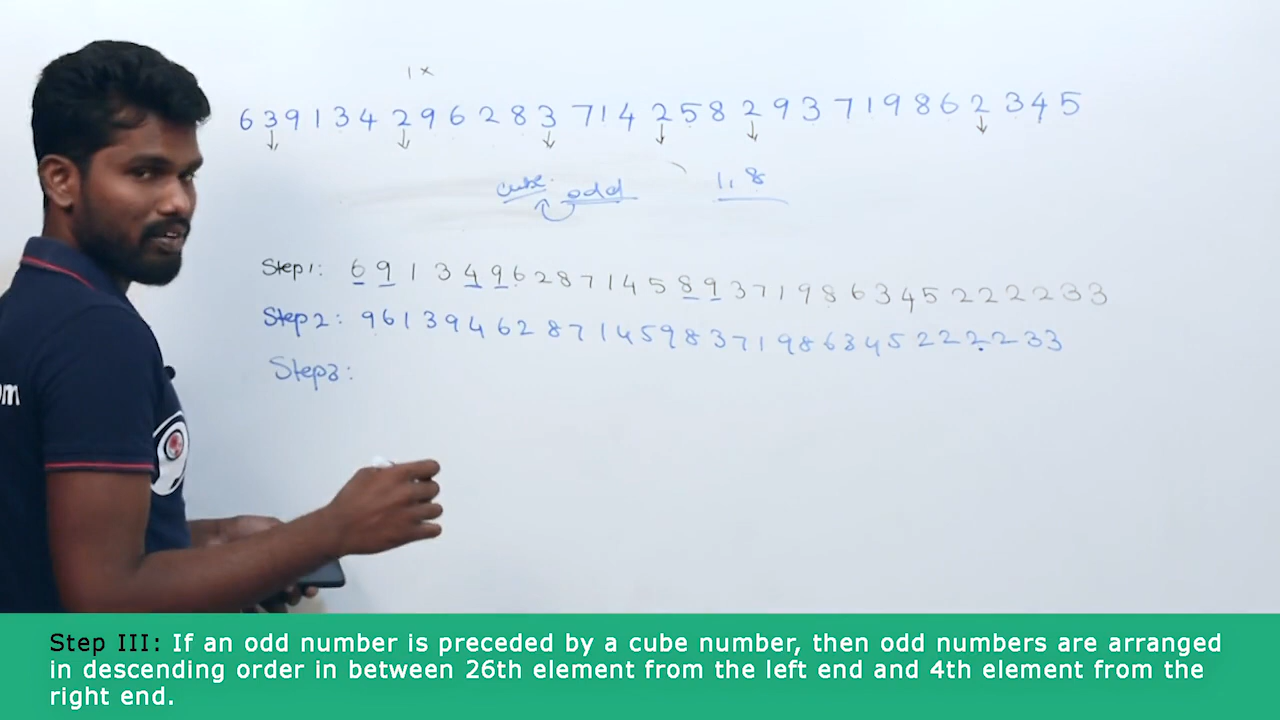 1 x
6 3 9 1 3 4 2 9 6 2 8 3 7 1 4 2 5 8 2 9 3 7 1 9 8 6 2 3 4 5
cube odd 1, 8
Step1: 6 9 1 3 4 9 6 2 8 7 1 4 5 8 9 3 7 1 9 8 6 3 4 5 2 2 2 2 3 3
Step 2: 9 6 1 3 9 4 6 2 8 7 1 4 5 9 8 3 7 1 9 8 6 3 4 5 2 2 2 2 3 3
Step3:
om
Step III: If an odd number is preceded by a cube number, then odd numbers are arranged
in descending order in between 26th element from the left end and 4th element from the
right end.